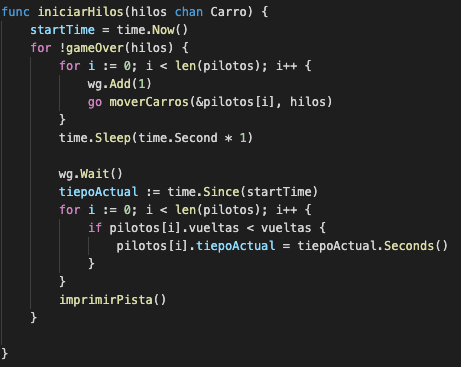 func iniciarHilos(hilos chan Carro) {
    startTime = time.Now()
    for !gameOver(hilos) {
        for i := 0; i < len(pilotos); i++ {
            wg.Add(1)
            go moverCarros(&pilotos[i], hilos)
        }
        time.Sleep(time.Second * 1)

        wg.Wait()
        tiepoActual := time.Since(startTime)
        for i := 0; i < len(pilotos); i++ {
            if pilotos[i].vueltas < vueltas {
                pilotos[i].tiepoActual = tiepoActual.Seconds()
            }
        }
        imprimirPista()
    }

}